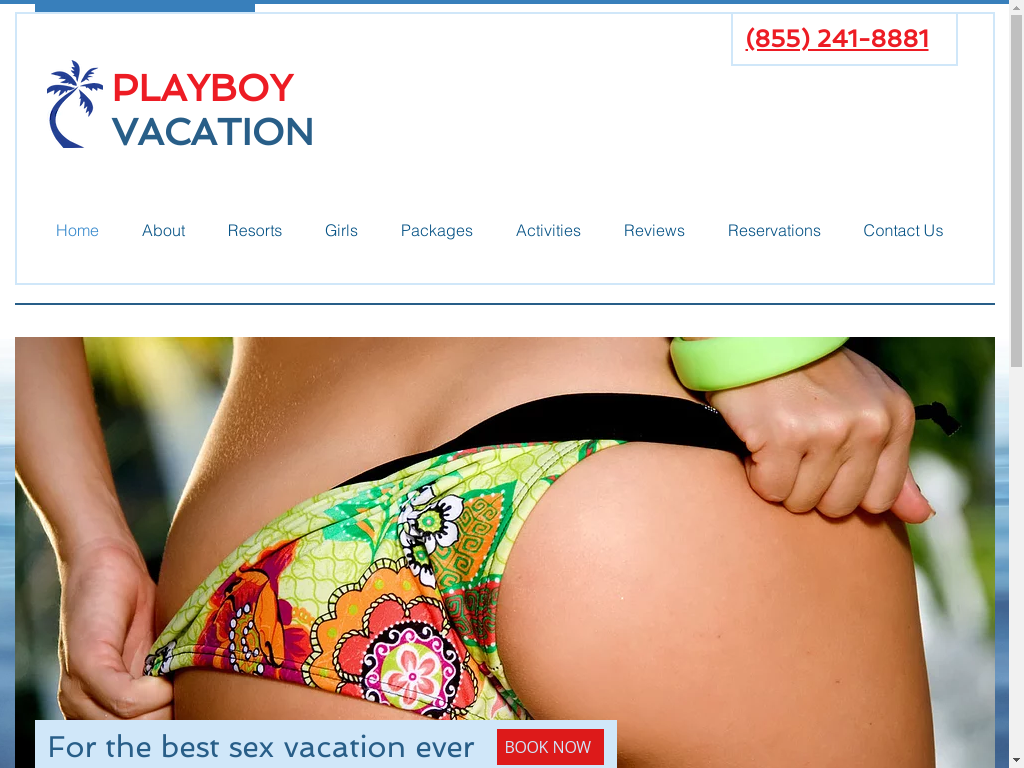 (855) 241-8881
PLAYBOY
VACATION
Home About Resorts Girls Packages Activities Reviews Reservations Contact Us
For the best sex vacation ever BOOK NOW